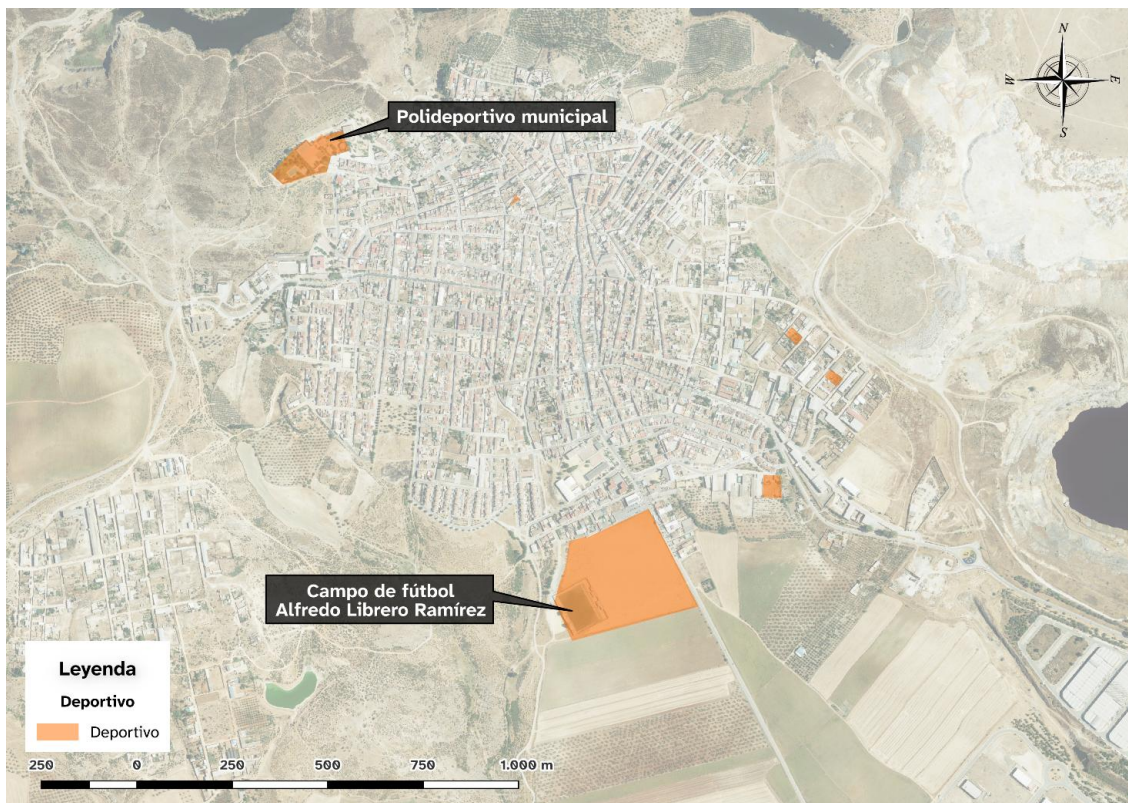 N
W
E
S
Polideportivo municipal
Campo de fútbol
Alfredo Librero Ramírez
Leyenda
Deportivo
Deportivo
250 0 250 500 750 1.000 m